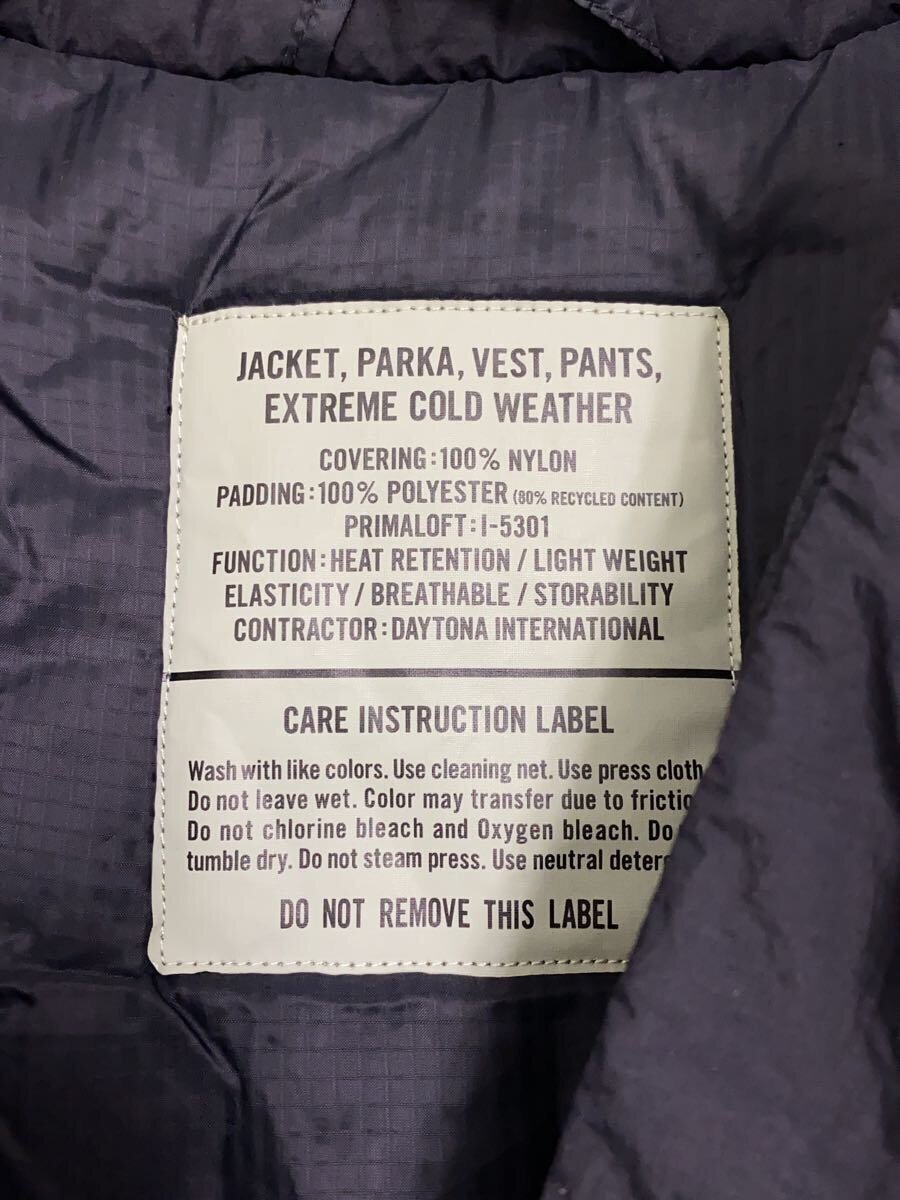 JACKET, PARKA, VEST, PANTS,
EXTREME COLD WEATHER
COVERING:100% NYLON
PADDING:100% POLYESTER (80% RECYCLED CONTENT)
PRIMALOFT:I-5301
FUNCTION:HEAT RETENTION / LIGHT WEIGHT
ELASTICITY / BREATHABLE / STORABILITY
CONTRACTOR:DAYTONA INTERNATIONAL
CARE INSTRUCTION LABEL
Wash with like colors. Use cleaning net. Use press cloth
Do not leave wet. Color may transfer due to
Do not chlorine bleach and Oxygen bleach. Do
tumble dry. Do not steam press. Use neutral
DO NOT REMOVE THIS LABEL